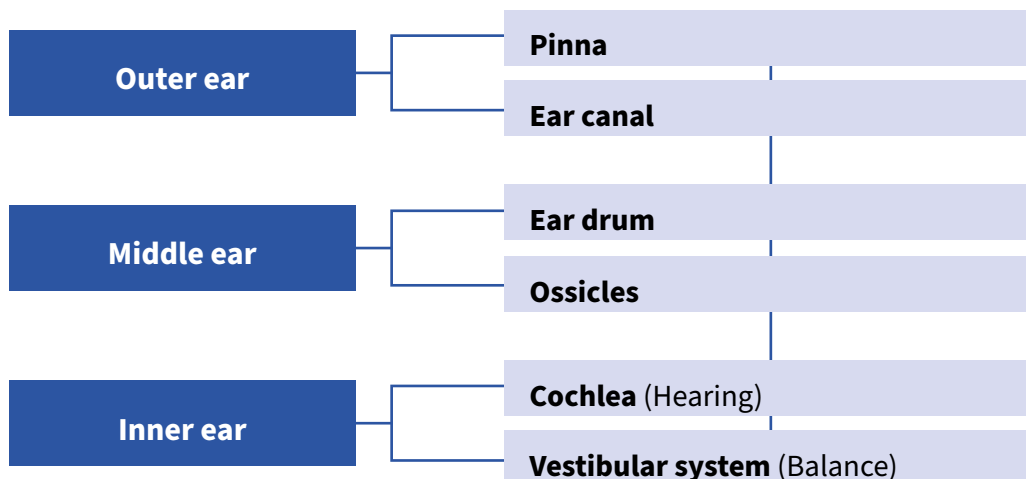 Outer ear
Pinna
Ear canal
Middle ear
Ear drum
Ossicles
Inner ear
Cochlea (Hearing)
Vestibular system (Balance)